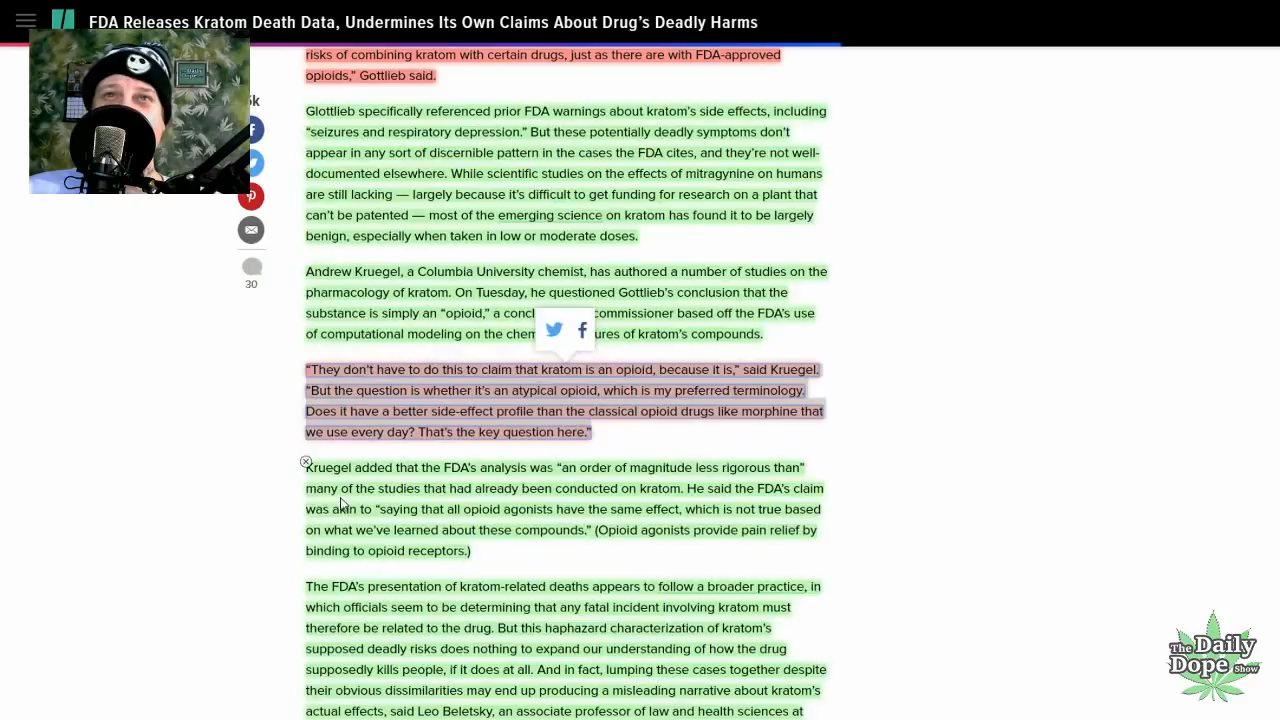 FDA Releases Kratom Death Data, Undermines Its Own Claims About Drug's Deadly Harms
risks of combining kratom with certain drugs, just as there are with FDA-approved
opioids,” Gottlieb said.
Glottlieb specifically referenced prior FDA warnings about kratom's side effects, including
“seizures and respiratory depression.” But these potentially deadly symptoms don't
appear in any sort of discernible pattern in the cases the FDA cites, and they're not well-
documented elsewhere. While scientific studies on the effects of mitragynine on humans
are still lacking — largely because it's difficult to get funding for research on a plant that
can't be patented — most of the emerging science on kratom has found it to be largely
benign, especially when taken in low or moderate doses.
30
Andrew Kruegel, a Columbia University chemist, has authored a number of studies on the
pharmacology of kratom. On Tuesday, he questioned Gottlieb's conclusion that the
substance is simply an “opioid,” a commissioner based off the FDA's use
of computational modeling on the of kratom's compounds.
“They don't have to do this to claim that kratom is an opioid, because it is,” said Kruegel.
“But the question is whether it's an atypical opioid, which is my preferred terminology.
Does it have a better side-effect profile than the classical opioid drugs like morphine that
we use every day? That's the key question here.”
Kruegel added that the FDA's analysis was “an order of magnitude less rigorous than”
many of the studies that had already been conducted on kratom. He said the FDA's claim
was akin to “saying that all opioid agonists have the same effect, which is not true based
on what we've learned about these compounds.” (Opioid agonists provide pain relief by
binding to opioid receptors.)
The FDA's presentation of kratom-related deaths appears to follow a broader practice, in
which officials seem to be determining that any fatal incident involving kratom must
therefore be related to the drug. But this haphazard characterization of kratom's
supposed deadly risks does nothing to expand our understanding of how the drug
supposedly kills people, if it does at all. And in fact, lumping these cases together despite
their obvious dissimilarities may end up producing a misleading narrative about kratom's
actual effects, said Leo Beletsky, an associate professor of law and health sciences at
The Daily
Dope Show